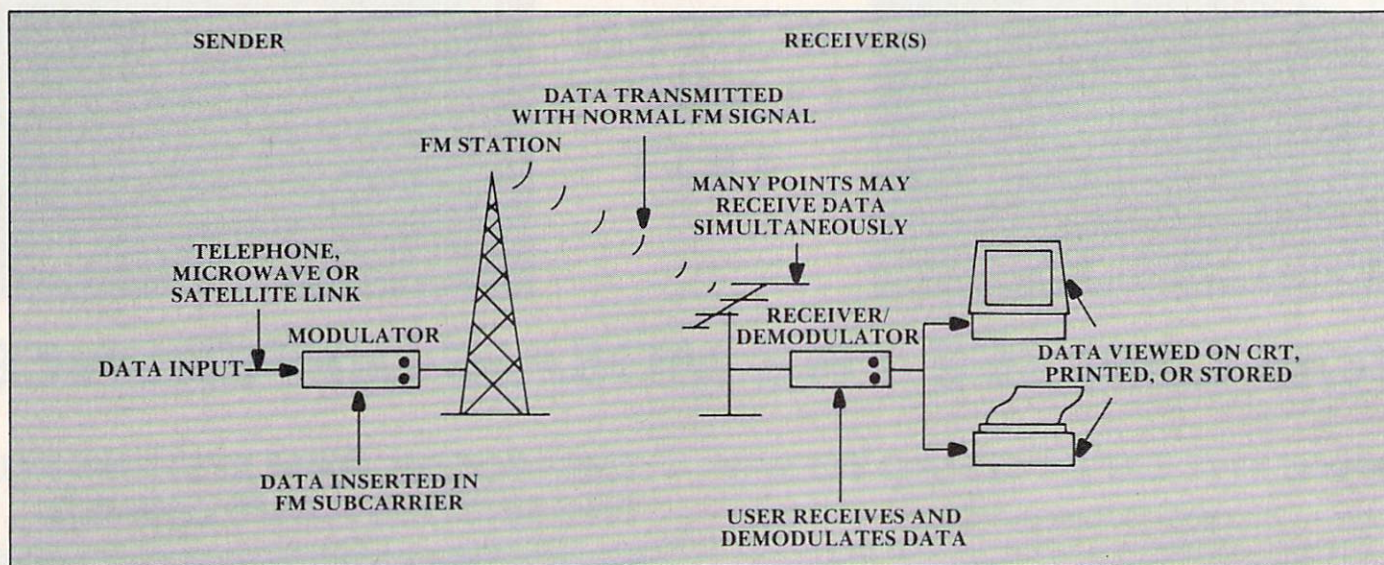 SENDER
RECEIVER(S)
DATA TRANSMITTED
WITH NORMAL FM SIGNAL
FM STATION
MANY POINTS MAY
RECEIVE DATA
SIMULTANEOUSLY
TELEPHONE,
MICROWAVE OR
SATELLITE LINK
MODULATOR
DATA INPUT
RECEIVER/
DEMODULATOR
DATA VIEWED ON CRT,
PRINTED, OR STORED
DATA INSERTED IN
FM SUBCARRIER
USER RECEIVES AND
DEMODULATES DATA